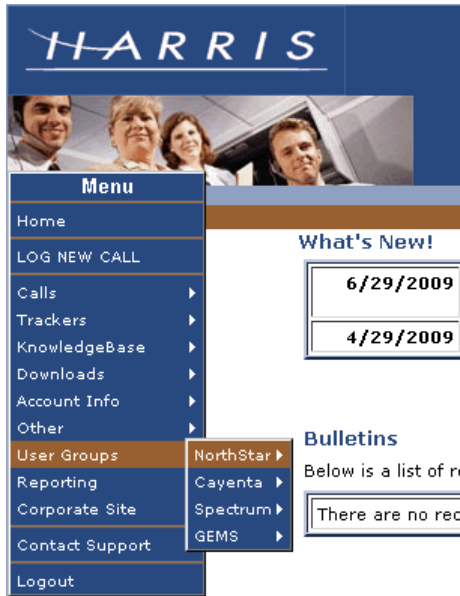 HARRIS
Menu
Home
LOG NEW CALL
Calls
Trackers
KnowledgeBase
Downloads
Account Info
Other
User Groups
Reporting
Corporate Site
Contact Support
Logout
NorthStar
Cayenta
Spectrum
GEMS
What's New!
6/29/2009
4/29/2009
Bulletins
Below is a list of
There are no